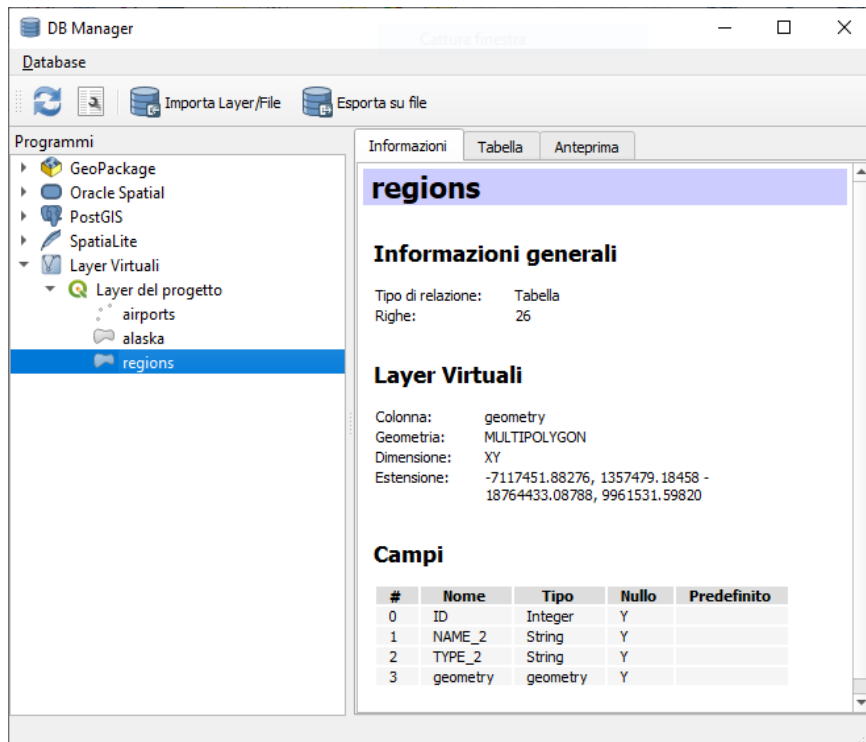 DB Manager
Cattura finestra
Database
Importa Layer/File Esporta su file
Programmi
GeoPackage
Oracle Spatial
PostGIS
SpatiaLite
Layer Virtuali
Layer del progetto
airports
alaska
regions
Informazioni Tabella Anteprima
regions
Informazioni generali
Tipo di relazione: Tabella
Righe: 26
Layer Virtuali
Colonna: geometry
Geometria: MULTIPOLYGON
Dimensione: XY
Estensione: -7117451.88276, 1357479.18458 -
18764433.08788, 9961531.59820
Campi
# Nome Tipo Nullo Predefinito
0 ID Integer Y
1 NAME_2 String Y
2 TYPE_2 String Y
3 geometry geometry Y